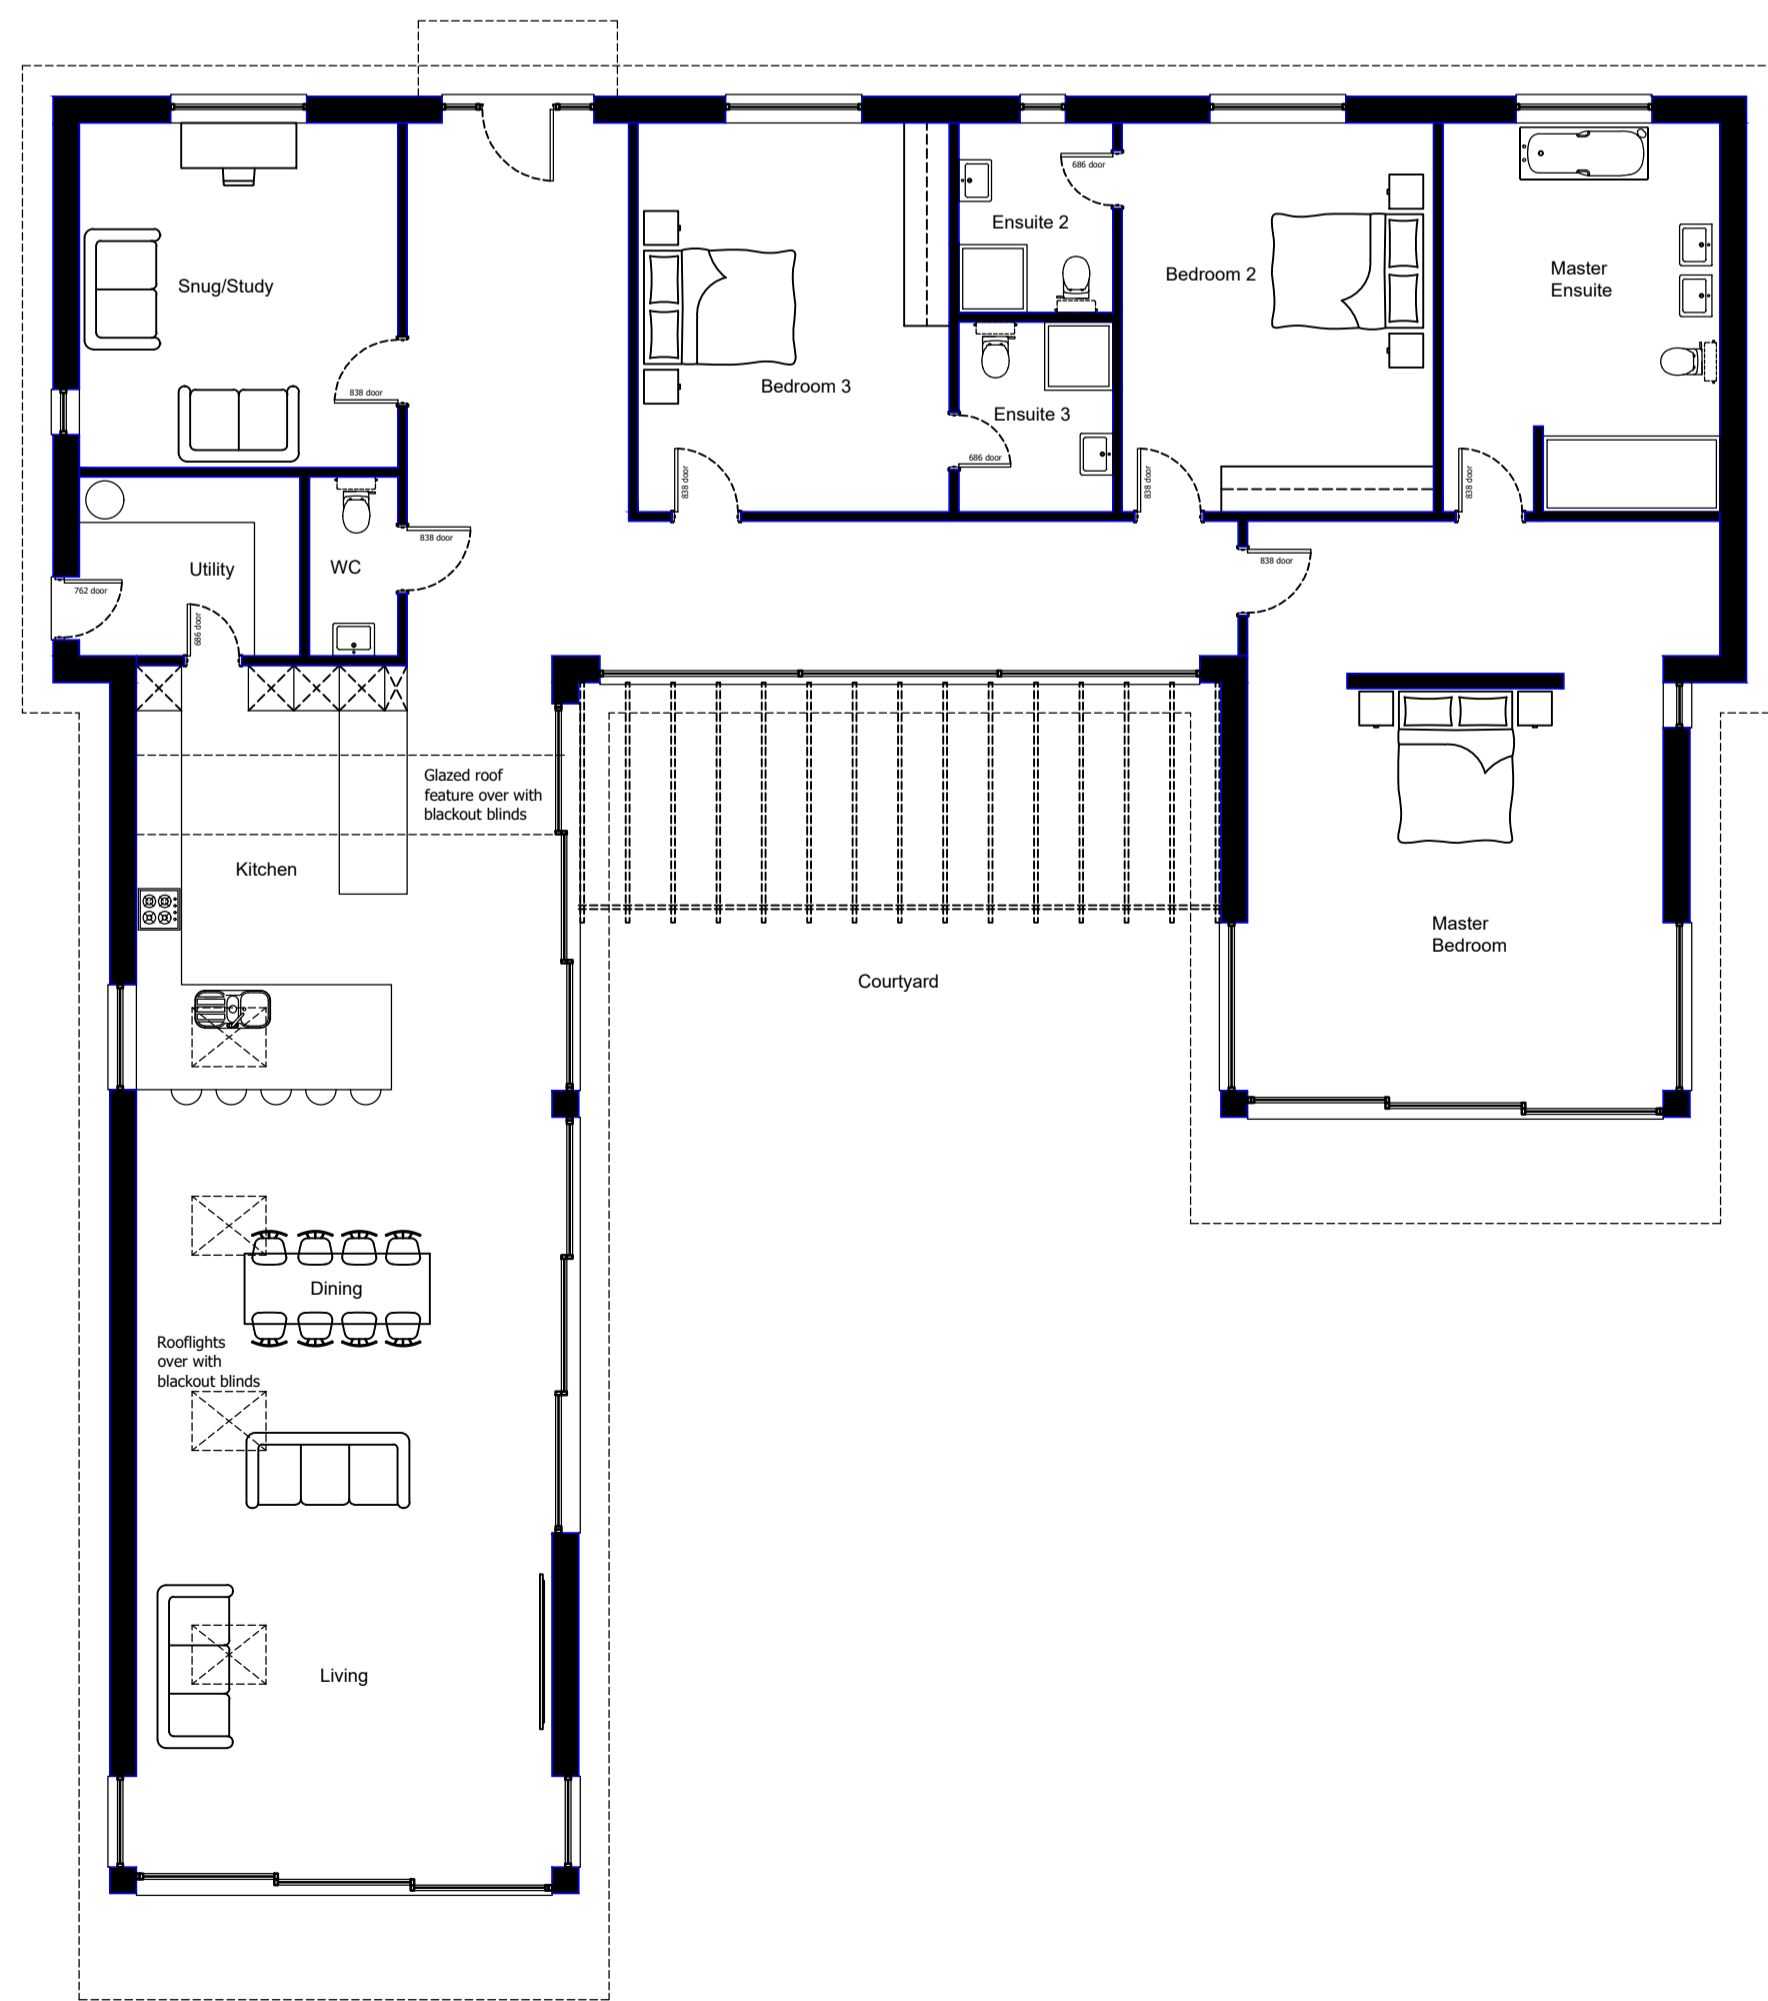 686 door
Ensuite 2
Bedroom 2
Master
Ensuite
Snug/Study
838 door
Bedroom 3
Ensuite 3
686 door
838 door
838 door
838 door
838 door
WC
Utility
762 door
686 door
838 door
Glazed roof
feature over with
blackout blinds
Kitchen
Master
Bedroom
Courtyard
Dining
Rooflights
over with
blackout blinds
Living